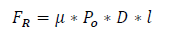 F_R = μ * P_o * D * l